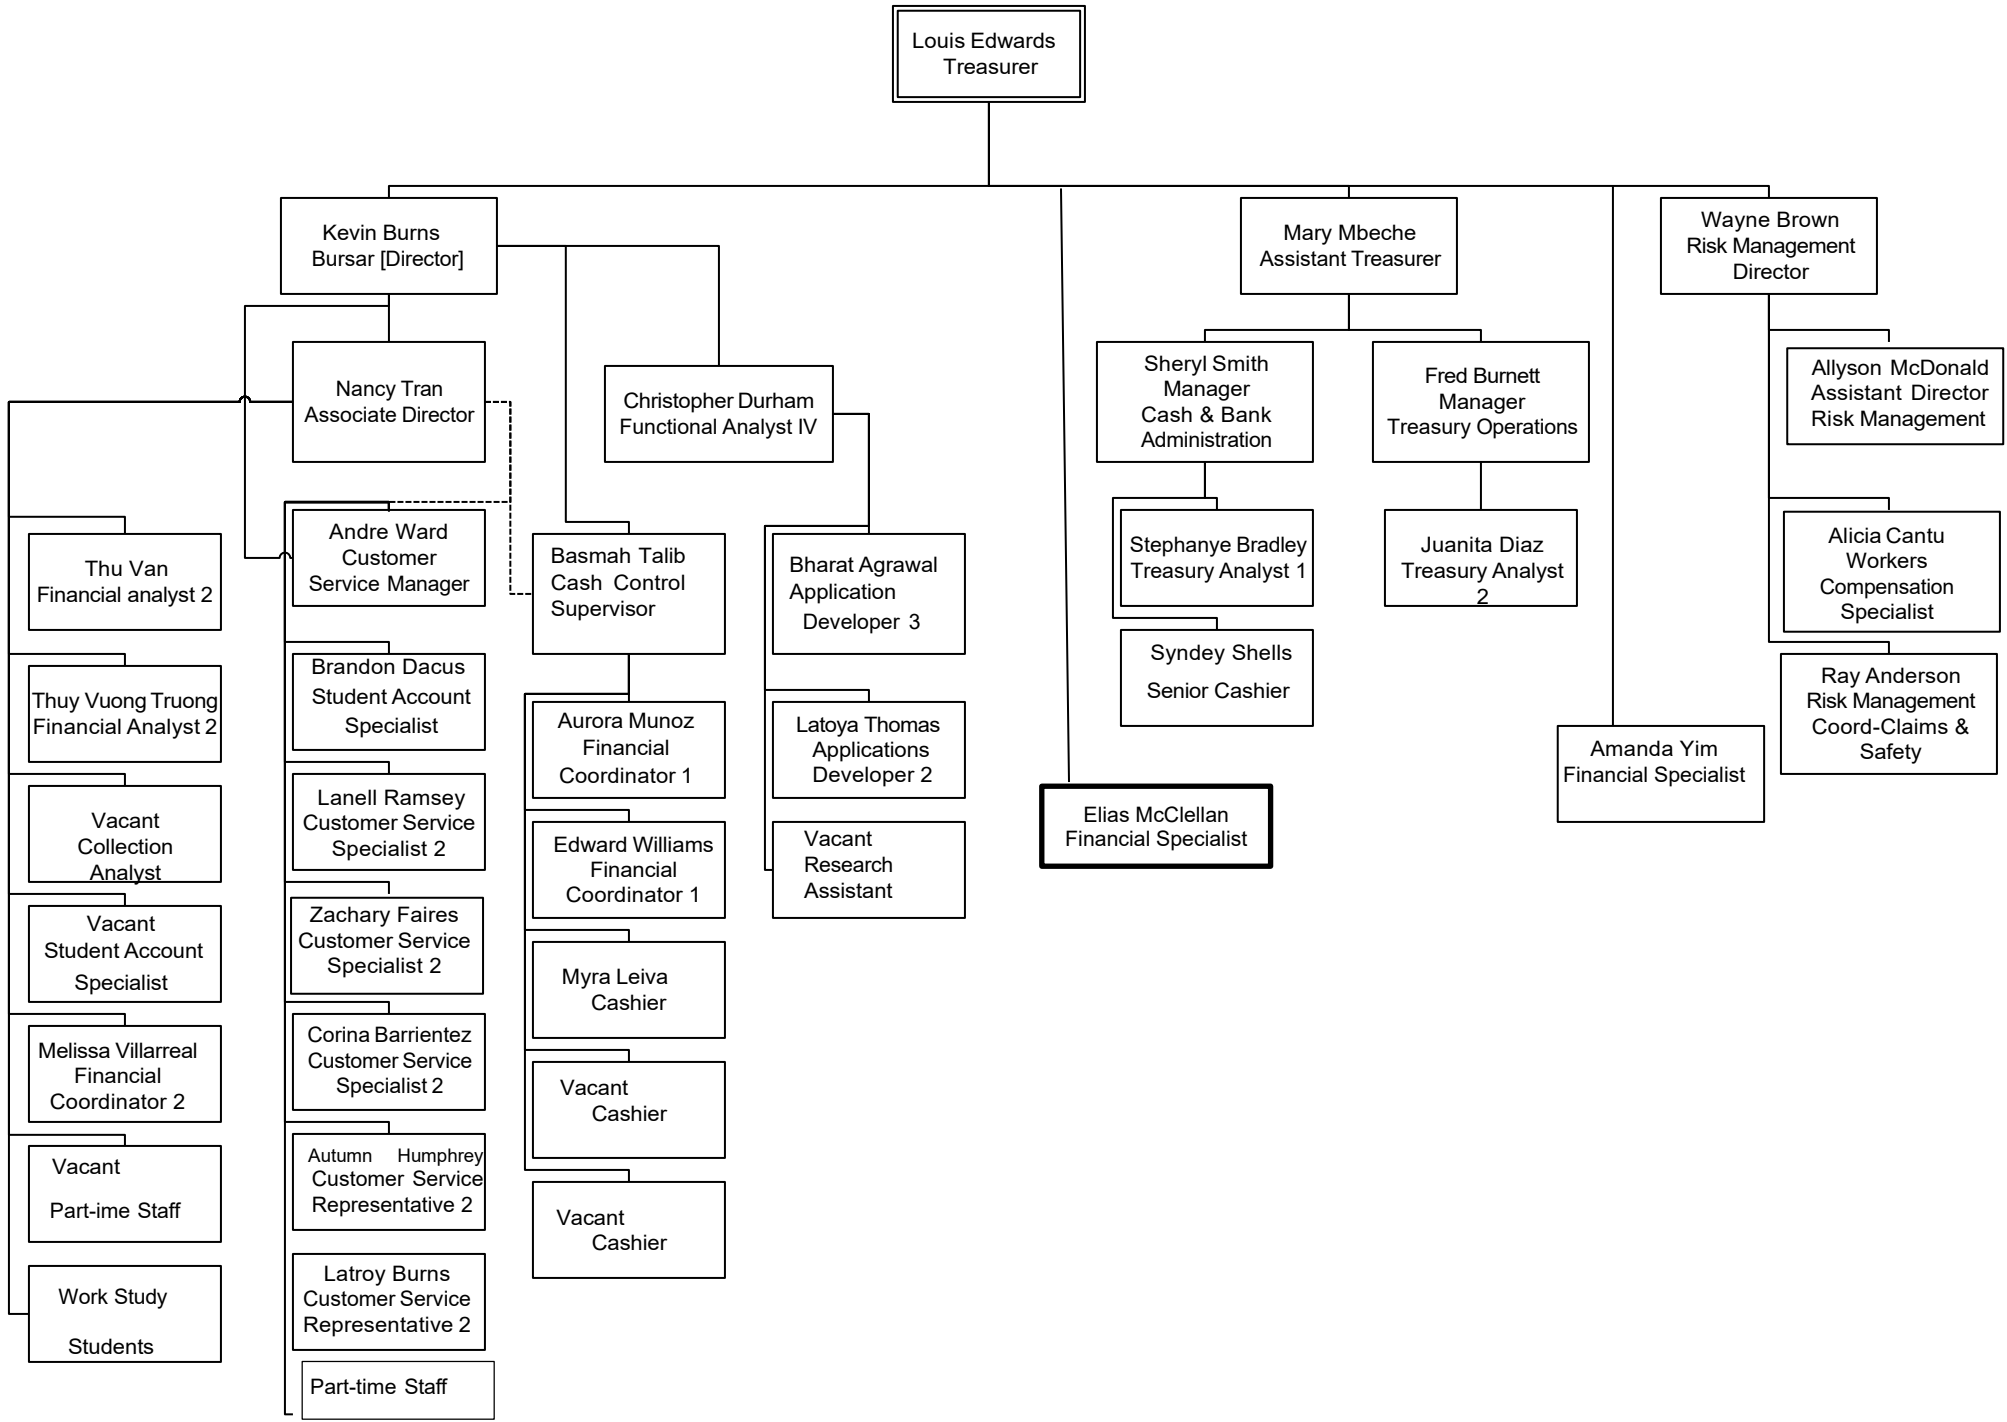 Louis Edwards
Treasurer
Kevin Burns
Bursar [Director]
Mary Mbeche
Assistant Treasurer
Wayne Brown
Risk Management
Director
Nancy Tran
Associate Director
Christopher Durham
Functional Analyst IV
Sheryl Smith
Manager
Cash & Bank
Administration
Fred Burnett
Manager
Treasury Operations
Allyson McDonald
Assistant Director
Risk Management
Thu Van
Financial analyst 2
Andre Ward
Customer
Service Manager
Basmah Talib
Cash Control
Supervisor
Bharat Agrawal
Application
Developer 3
Stephanye Bradley
Treasury Analyst 1
Juanita Diaz
Treasury Analyst
2
Alicia Cantu
Workers
Compensation
Specialist
Thuy Vuong Truong
Financial Analyst 2
Brandon Dacus
Student Account
Specialist
Aurora Munoz
Financial
Coordinator 1
Latoya Thomas
Applications
Developer 2
Syndey Shells
Senior Cashier
Ray Anderson
Risk Management
Coord-Claims &
Safety
Amanda Yim
Financial Specialist
Elias McClellan
Financial Specialist
Vacant
Collection
Analyst
Lanell Ramsey
Customer Service
Specialist 2
Edward Williams
Financial
Coordinator 1
Vacant
Research
Assistant
Vacant
Student Account
Specialist
Zachary Faires
Customer Service
Specialist 2
Myra Leiva
Cashier
Melissa Villarreal
Financial
Coordinator 2
Corina Barrientez
Customer Service
Specialist 2
Vacant
Cashier
Vacant
Part-ime Staff
Autumn Humphrey
Customer Service
Representative 2
Vacant
Cashier
Work Study
Students
Latroy Burns
Customer Service
Representative 2
Part-time Staff